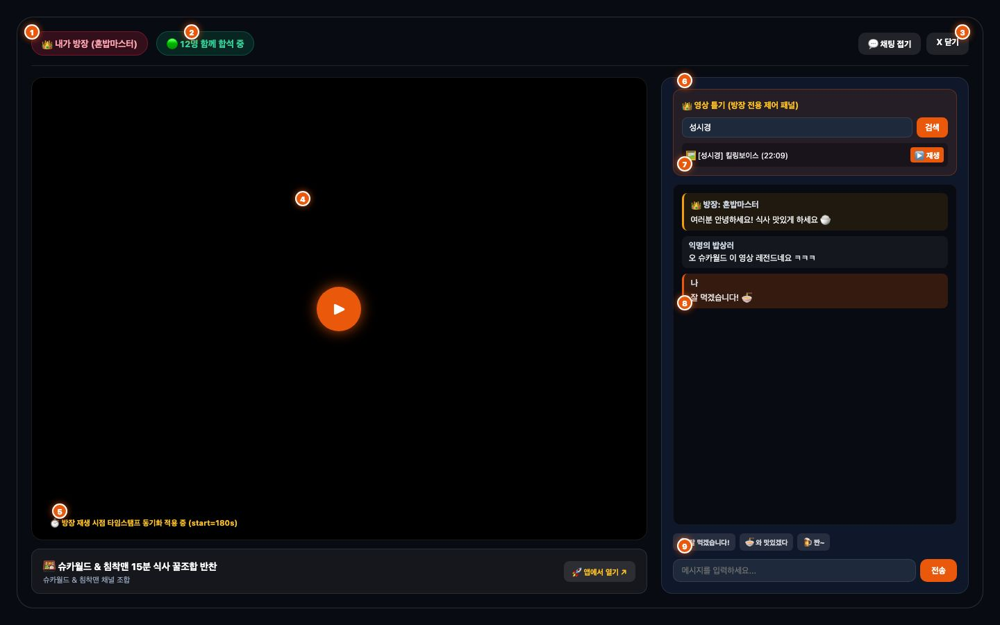 1
👑 내가 방장 (혼밥마스터)
2
🟢 12명 함께 합석 중
💬 채팅 접기
X 닫기
3
4
5
⏱ 방장 재생 시점 타임스탬프 동기화 적용 중 (start=180s)
🍱 슈카월드 & 침착맨 15분 식사 꿀조합 반찬
슈카월드 & 침착맨 채널 조합
🚀 앱에서 열기 ↗
6
👑 영상 틀기 (방장 전용 제어 패널)
성시경
검색
🖼 [성시경] 킬링보이스 (22:09)
▶ 재생
7
👑 방장: 혼밥마스터
여러분 안녕하세요! 식사 맛있게 하세요 🍚
익명의 밥상러
오 슈카월드 이 영상 레전드네요 ㅋㅋㅋ
나
잘 먹겠습니다! 🍜
8
9
잘 먹겠습니다!
🍜 와 맛있겠다
🍺 짠~
메시지를 입력하세요...
전송